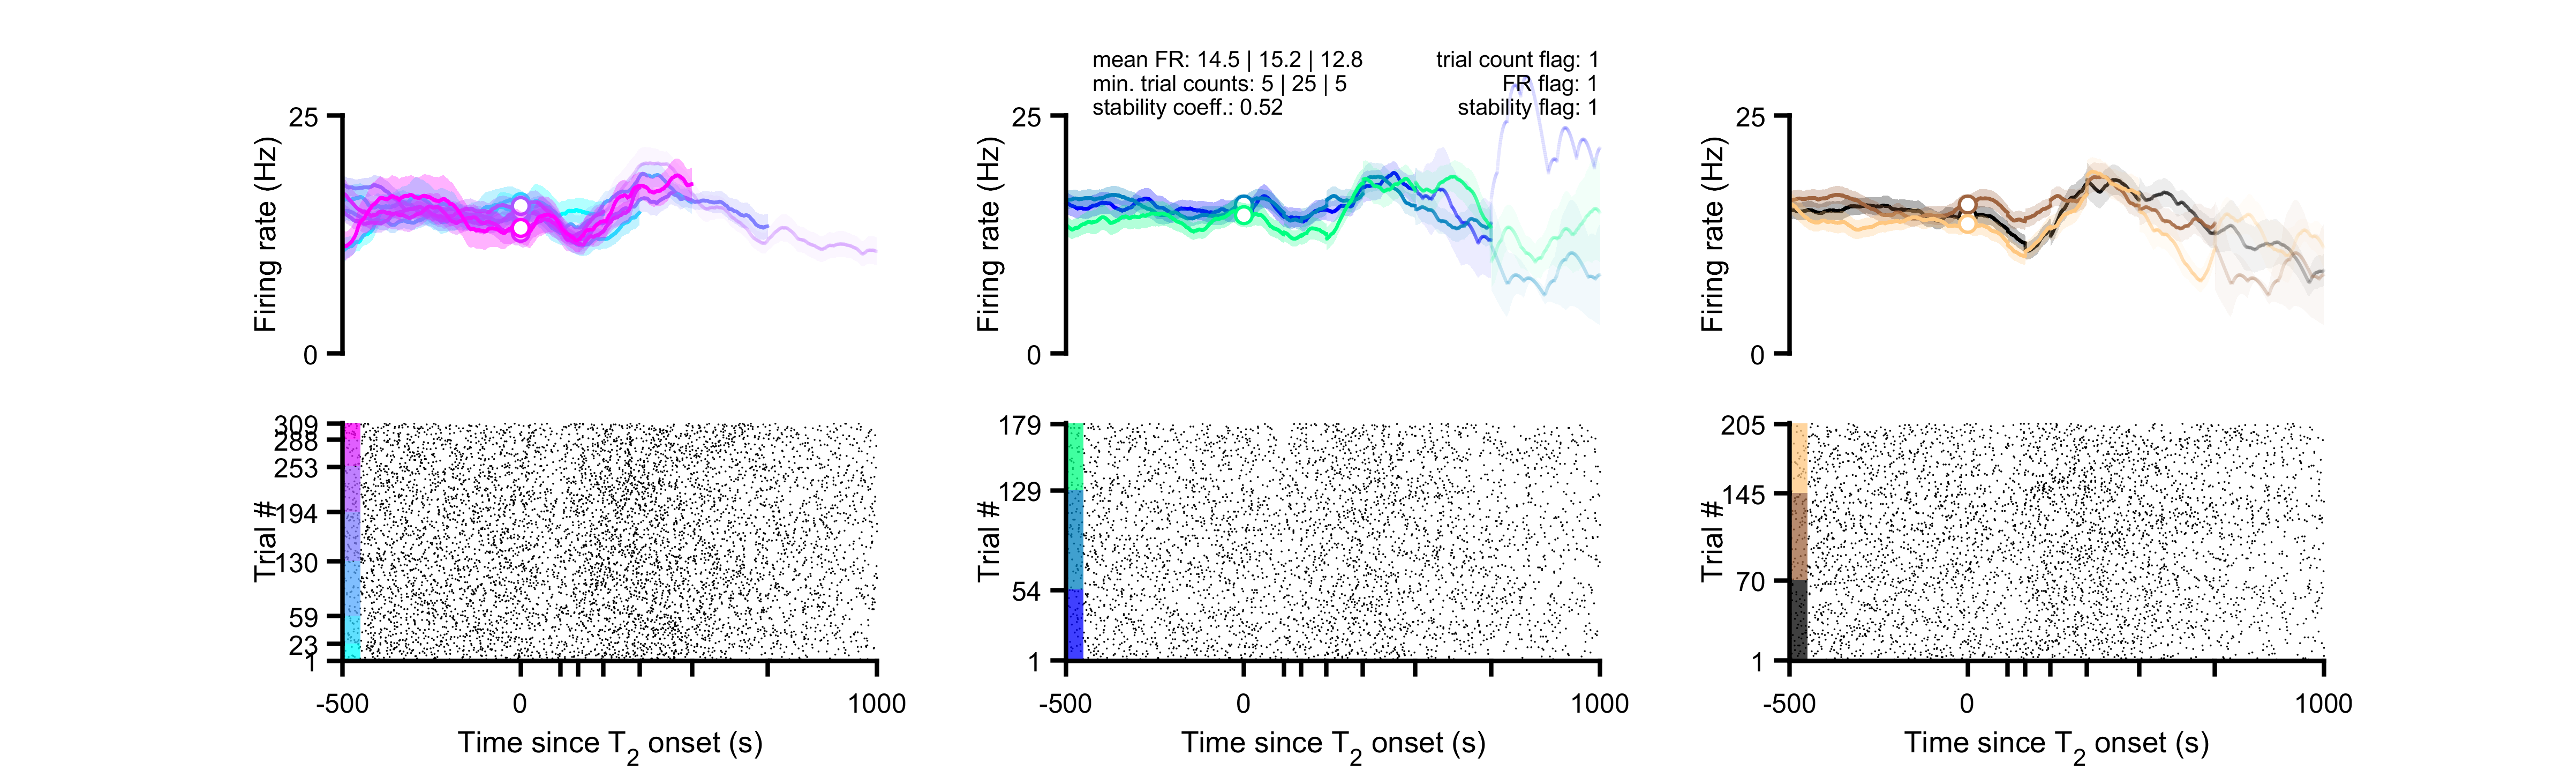 mean FR: 14.5 | 15.2 | 12.8
min. trial counts: 5 | 25 | 5
stability coeff.: 0.52
trial count flag: 1
FR flag: 1
stability flag: 1
Firing rate (Hz)
25
0
Firing rate (Hz)
25
0
Firing rate (Hz)
25
0
Trial #
309
288
253
194
130
59
23
1
-500
0
1000
Time since T2 onset (s)
Trial #
179
129
54
1
-500
0
1000
Time since T2 onset (s)
Trial #
205
145
70
1
-500
0
1000
Time since T2 onset (s)